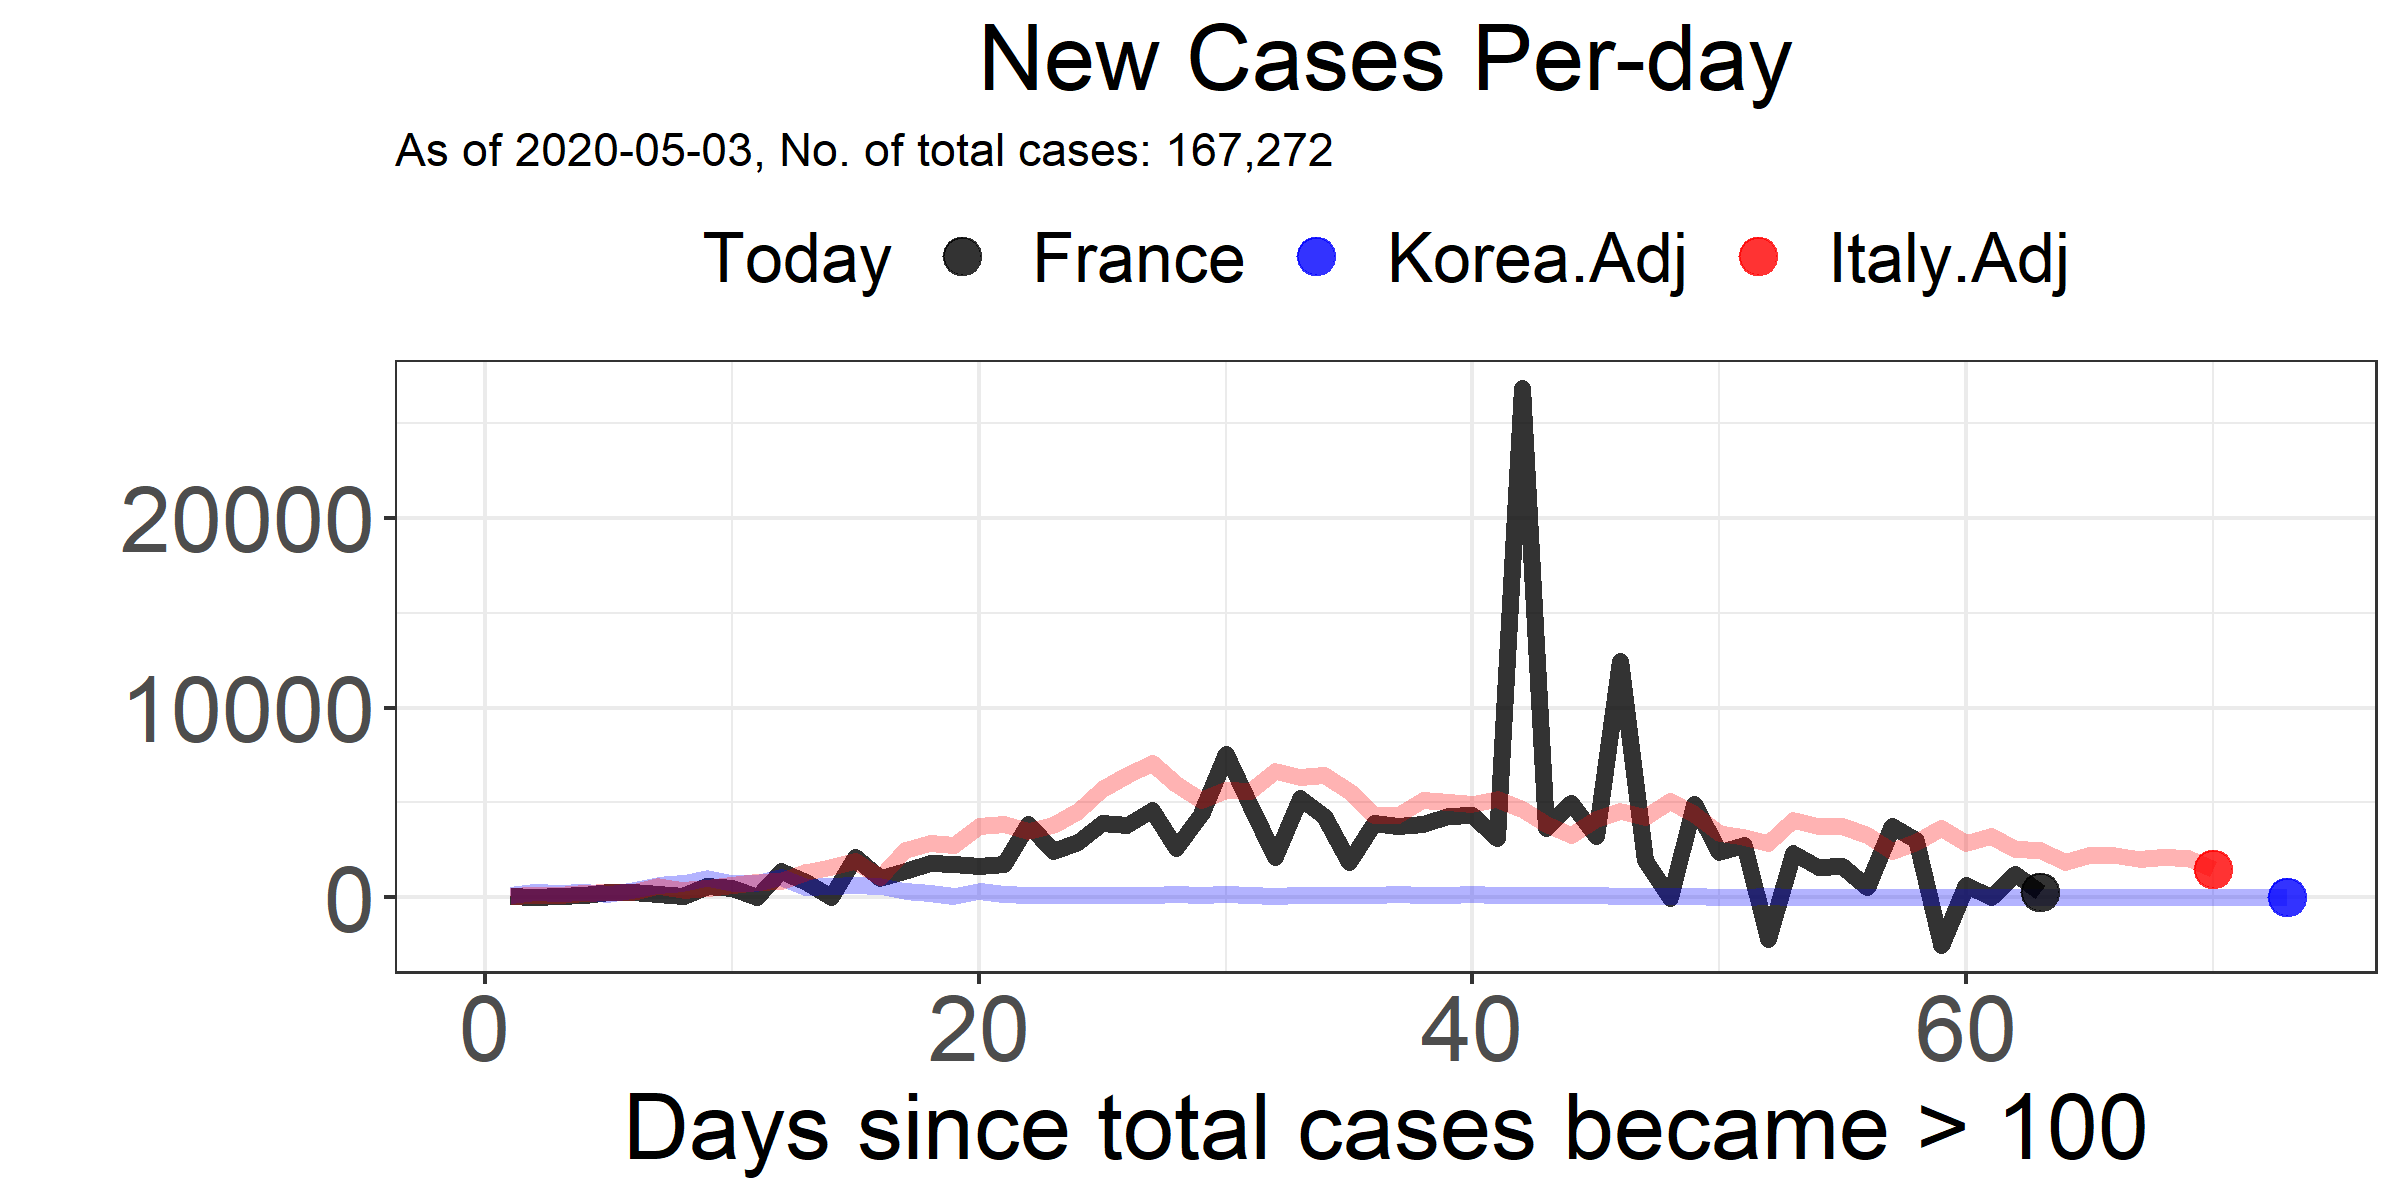 New Cases Per-day
As of 2020-05-03, No. of total cases: 167,272
Today France Korea.Adj Italy.Adj
20000
10000
0
0 20 40 60
Days since total cases became > 100